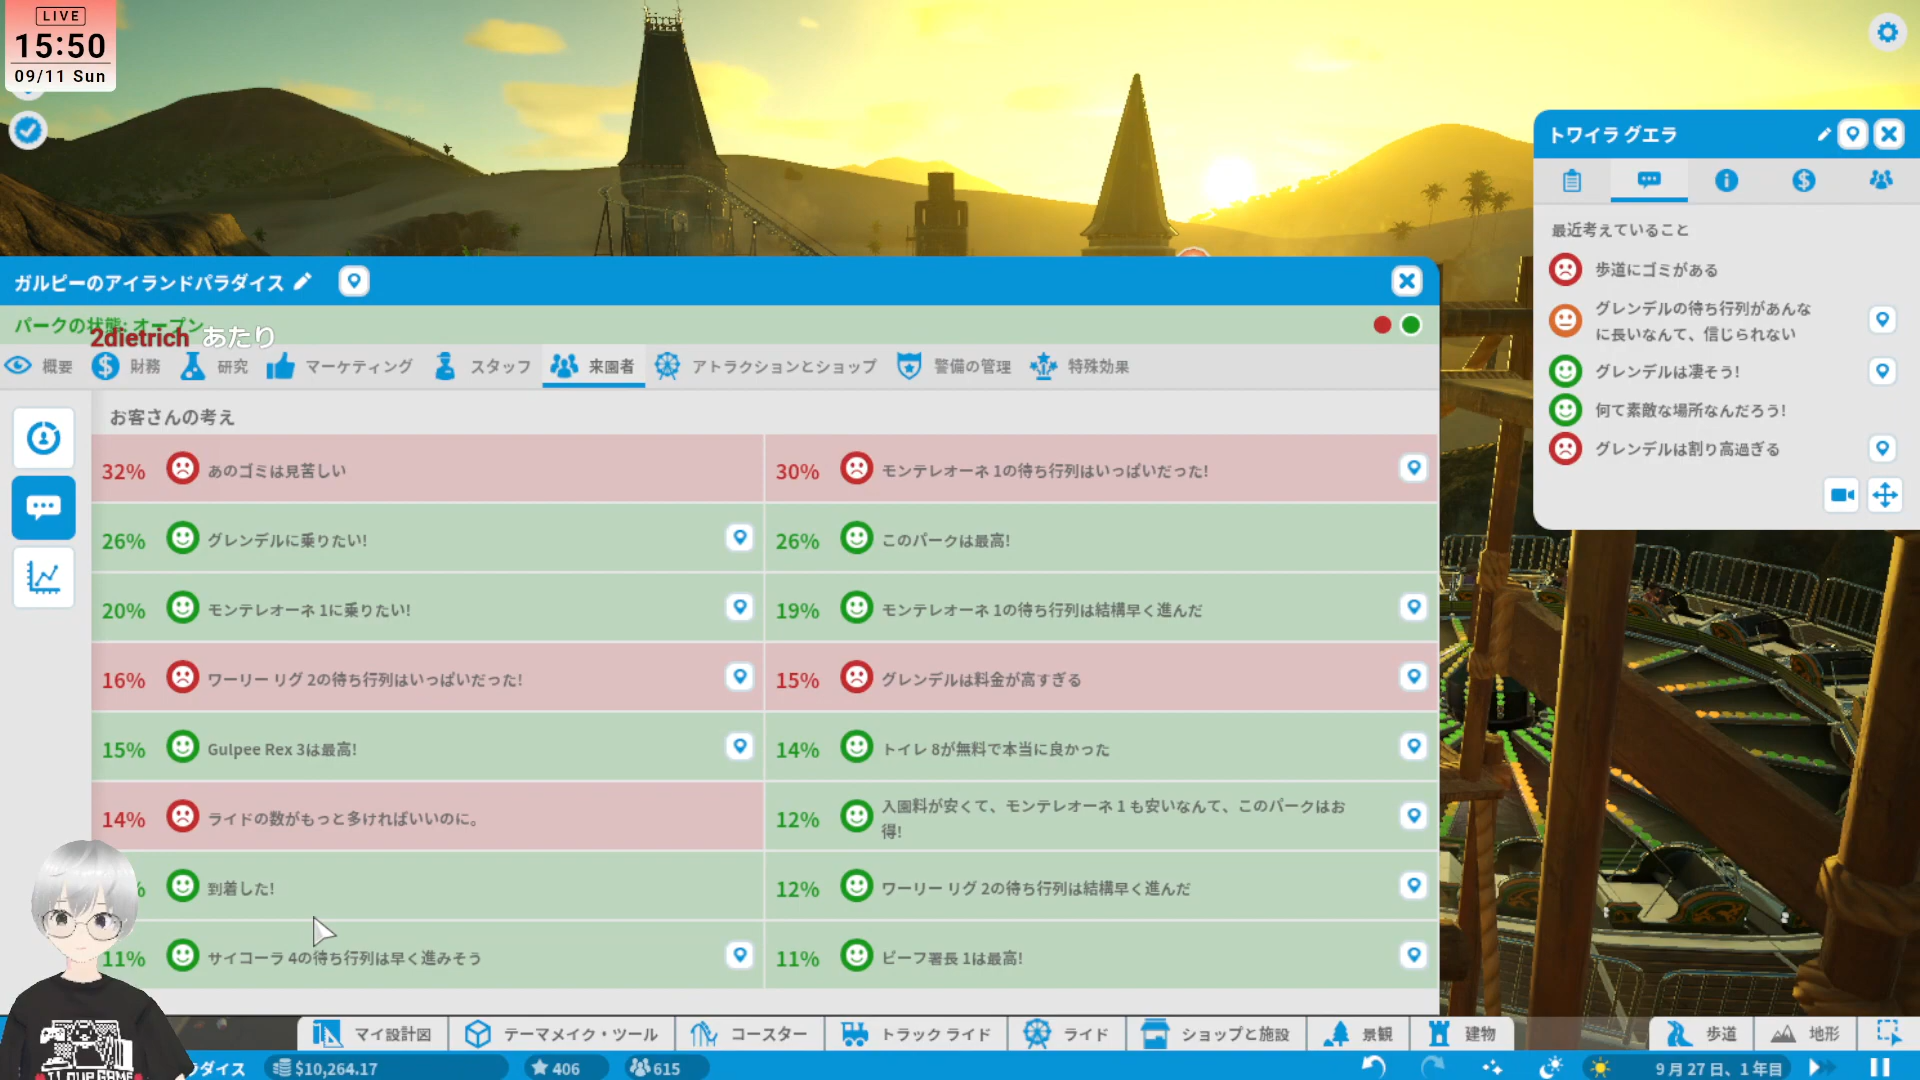 LIVE
15:50
09/11 Sun
トワイラ グエラ
最近考えていること
歩道にゴミがある
グレンデルの待ち行列があんな
に長いなんて、信じられない
グレンデルは凄そう!
何て素敵な場所なんだろう!
グレンデルは割り高過ぎる
ガルピーのアイランドパラダイス
パークの状態: オープン
2dietrich あたり
概要
財務
研究
マーケティング
スタッフ
来園者
アトラクションとショップ
警備の管理
特殊効果
お客さんの考え
32% あのゴミは見苦しい
30% モンテレオーネ 1の待ち行列はいっぱいだった!
26% グレンデルに乗りたい!
26% このパークは最高!
20% モンテレオーネ 1に乗りたい!
19% モンテレオーネ 1の待ち行列は結構早く進んだ
16% ワーリー リグ 2の待ち行列はいっぱいだった!
15% グレンデルは料金が高すぎる
15% Gulpee Rex 3は最高!
14% トイレ 8が無料で本当に良かった
14% ライドの数がもっと多ければいいのに。
12% 入園料が安くて、モンテレオーネ 1 も安いなんて、このパークはお
得!
到着した!
12% ワーリー リグ 2の待ち行列は結構早く進んだ
11% サイコーラ 4の待ち行列は早く進みそう
11% ビーフ署長 1は最高!
マイ設計図
テーマメイク・ツール
コースター
トラック ライド
ライド
ショップと施設
景観
建物
歩道
地形
ラダイス
$10,264.17
406
615
9 月 27 日、1 年目
I LOVE GAME